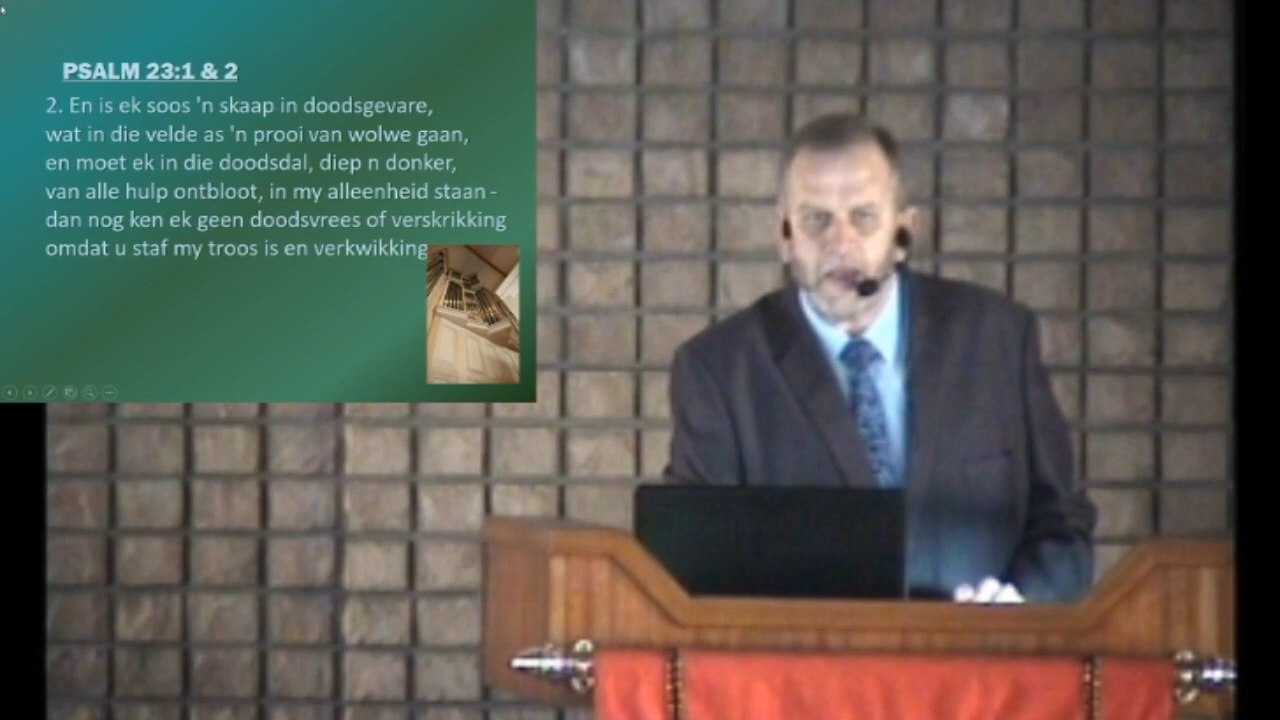 PSALM 23:1 & 2
2. En is ek soos 'n skaap in doodsgevare,
wat in die velde as 'n prooi van wolwe gaan,
en moet ek in die doodsdal, diep n donker,
van alle hulp ontbloot, in my alleenheid staan -
dan nog ken ek geen doodsvrees of verskrikking
omdat u staf my troos is en verkwikking